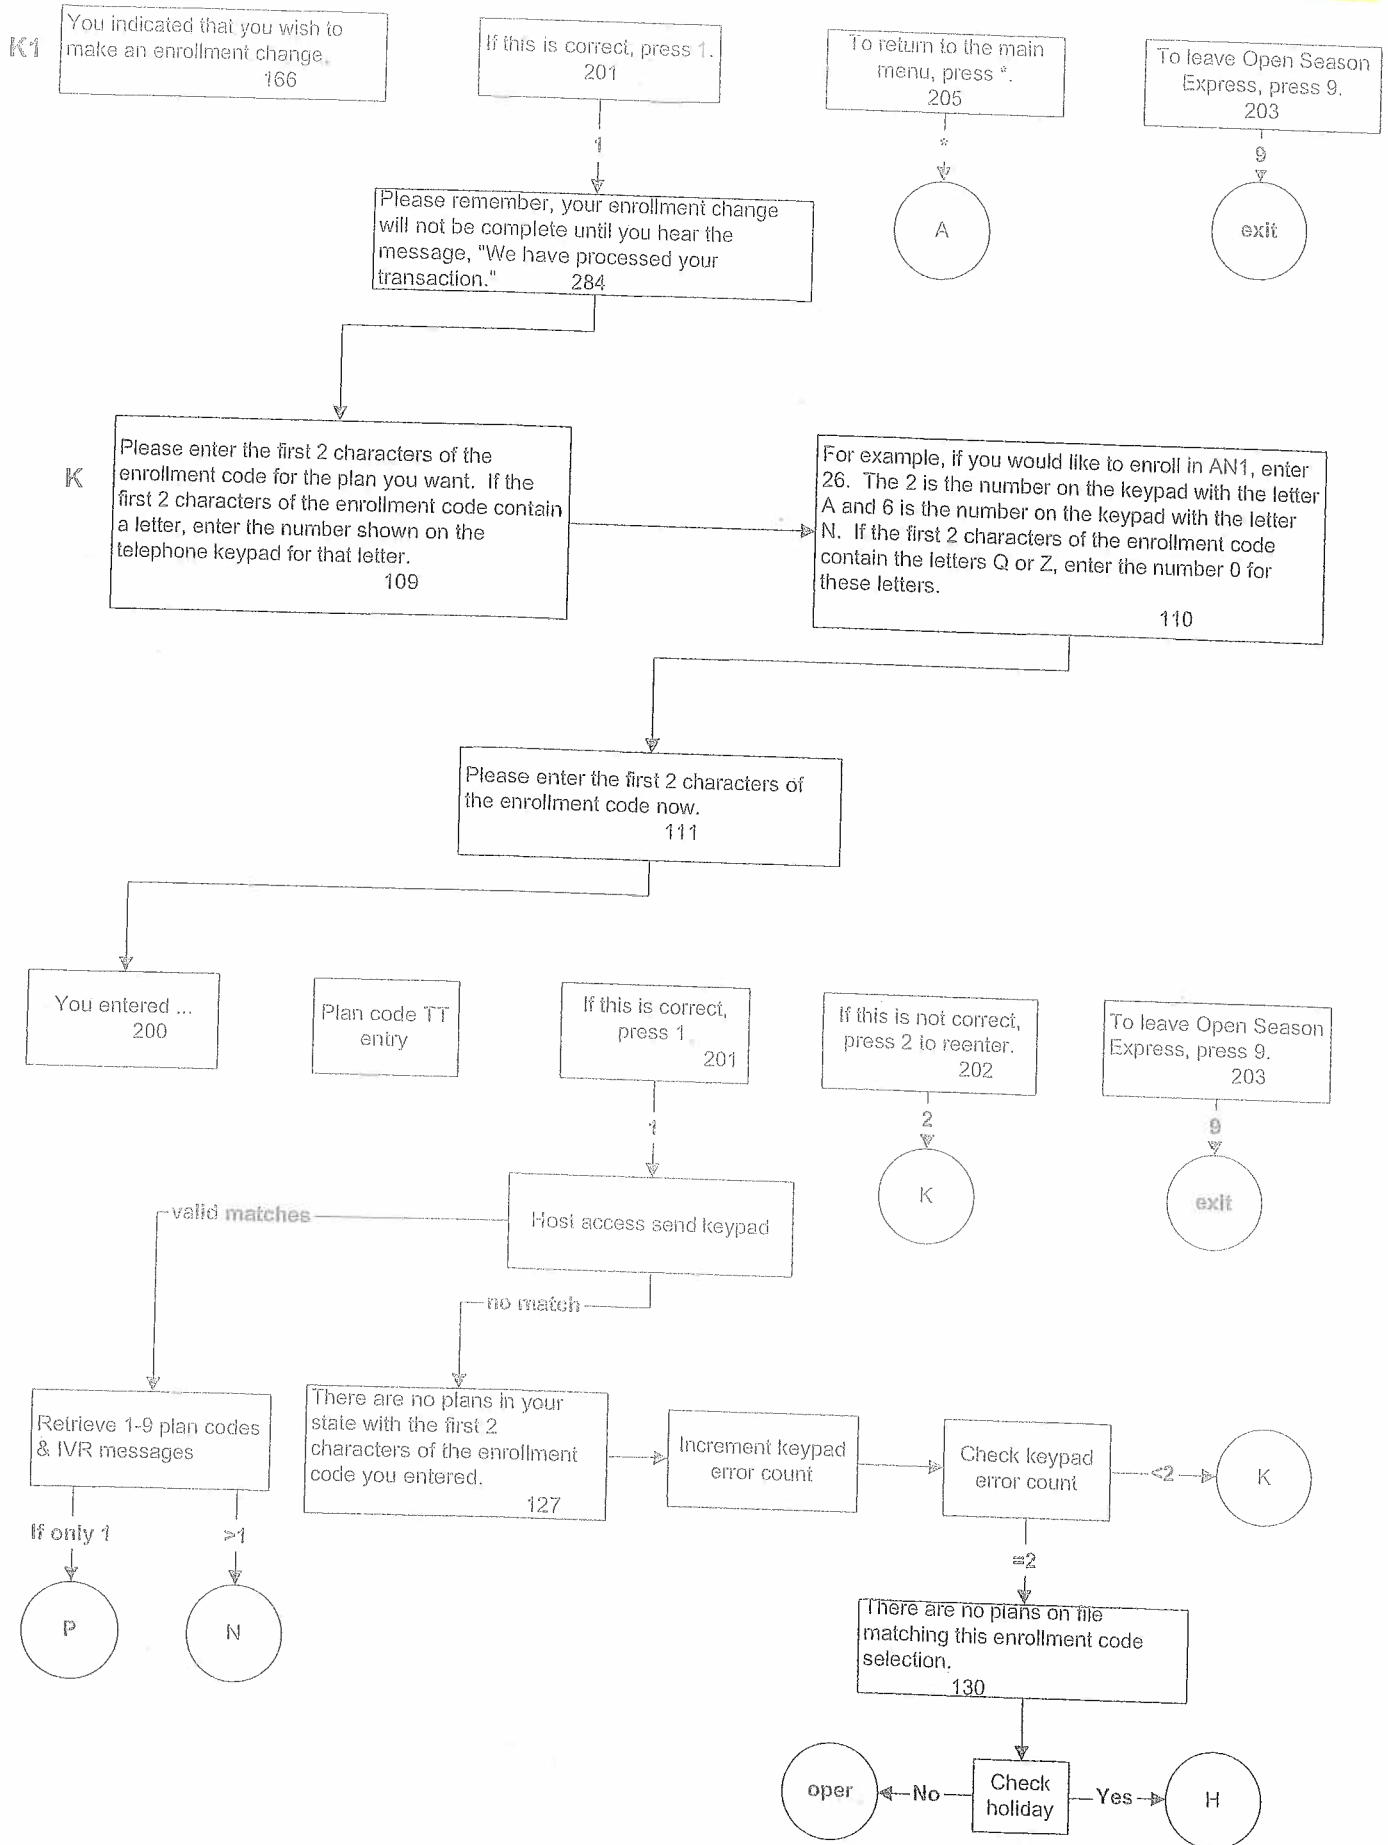 K1
You indicated that you wish to
make an enrollment change.
166
If this is correct, press 1.
201
To return to the main
menu, press *.
205
To leave Open Season
Express, press 9.
203
1
*
9
Please remember, your enrollment change
will not be complete until you hear the
message, "We have processed your
transaction."
284
A
exit
K
Please enter the first 2 characters of the
enrollment code for the plan you want. If the
first 2 characters of the enrollment code contain
a letter, enter the number shown on the
telephone keypad for that letter.
109
For example, if you would like to enroll in AN1, enter
26. The 2 is the number on the keypad with the letter
A and 6 is the number on the keypad with the letter
N. If the first 2 characters of the enrollment code
contain the letters Q or Z, enter the number 0 for
these letters.
110
Please enter the first 2 characters of
the enrollment code now.
111
You entered ...
200
Plan code TT
entry
If this is correct,
press 1.
201
If this is not correct,
press 2 to reenter.
202
To leave Open Season
Express, press 9.
203
1
2
9
K
exit
Host access send keypad
valid matches
no match
Retrieve 1-9 plan codes
& IVR messages
There are no plans in your
state with the first 2
characters of the enrollment
code you entered.
127
Increment keypad
error count
Check keypad
error count
<2
K
If only 1
>1
=2
P
N
There are no plans on file
matching this enrollment code
selection.
130
oper
No
Check
holiday
Yes
H